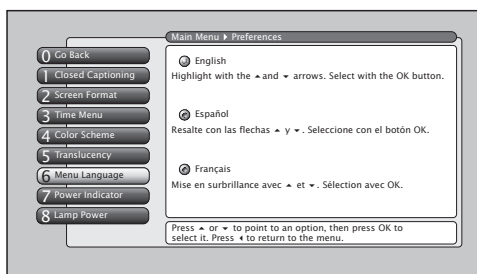 Main Menu ▶ Preferences
0 Go Back
1 Closed Captioning
2 Screen Format
3 Time Menu
4 Color Scheme
5 Translucency
6 Menu Language
7 Power Indicator
8 Lamp Power
English
Highlight with the ▲ and ▼ arrows. Select with the OK button.
Español
Resalte con las flechas ▲ y ▼. Seleccione con el botón OK.
Français
Mise en surbrillance avec ▲ et ▼. Sélection avec OK.
Press ▲ or ▼ to point to an option, then press OK to
select it. Press ◀ to return to the menu.